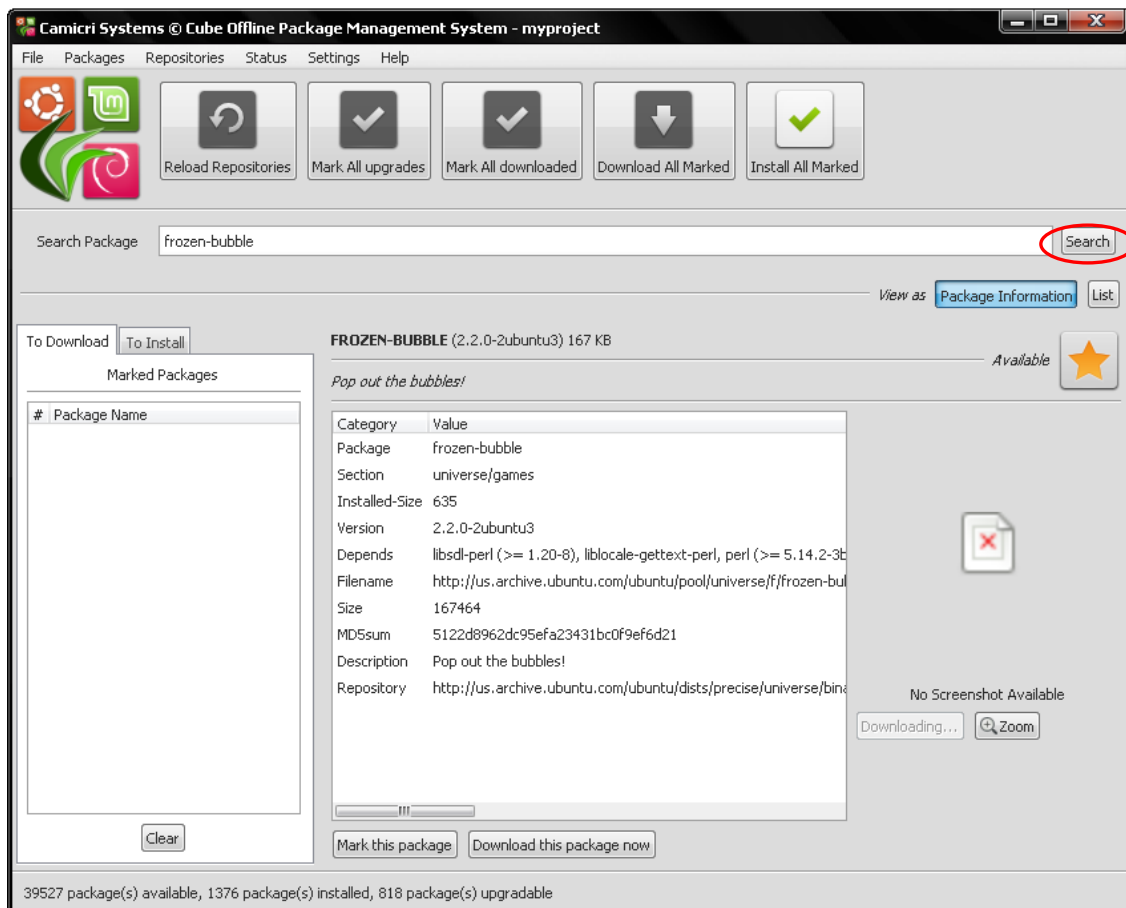 Camicri Systems © Cube Offline Package Management System - myproject
File Packages Repositories Status Settings Help
Reload Repositories Mark All upgrades Mark All downloaded Download All Marked Install All Marked
Search Package frozen-bubble Search
View as Package Information List
To Download To Install
Marked Packages
# Package Name
Clear
FROZEN-BUBBLE (2.2.0-2ubuntu3) 167 KB
Available
Pop out the bubbles!
Category Value
Package frozen-bubble
Section universe/games
Installed-Size 635
Version 2.2.0-2ubuntu3
Depends libsdl-perl (>= 1.20-8), liblocale-gettext-perl, perl (>= 5.14.2-3b
Filename http://us.archive.ubuntu.com/ubuntu/pool/universe/f/frozen-bul
Size 167464
MD5sum 5122d8962dc95efa23431bc0f9ef6d21
Description Pop out the bubbles!
Repository http://us.archive.ubuntu.com/ubuntu/dists/precise/universe/bina
No Screenshot Available
Downloading... Zoom
Mark this package Download this package now
39527 package(s) available, 1376 package(s) installed, 818 package(s) upgradable